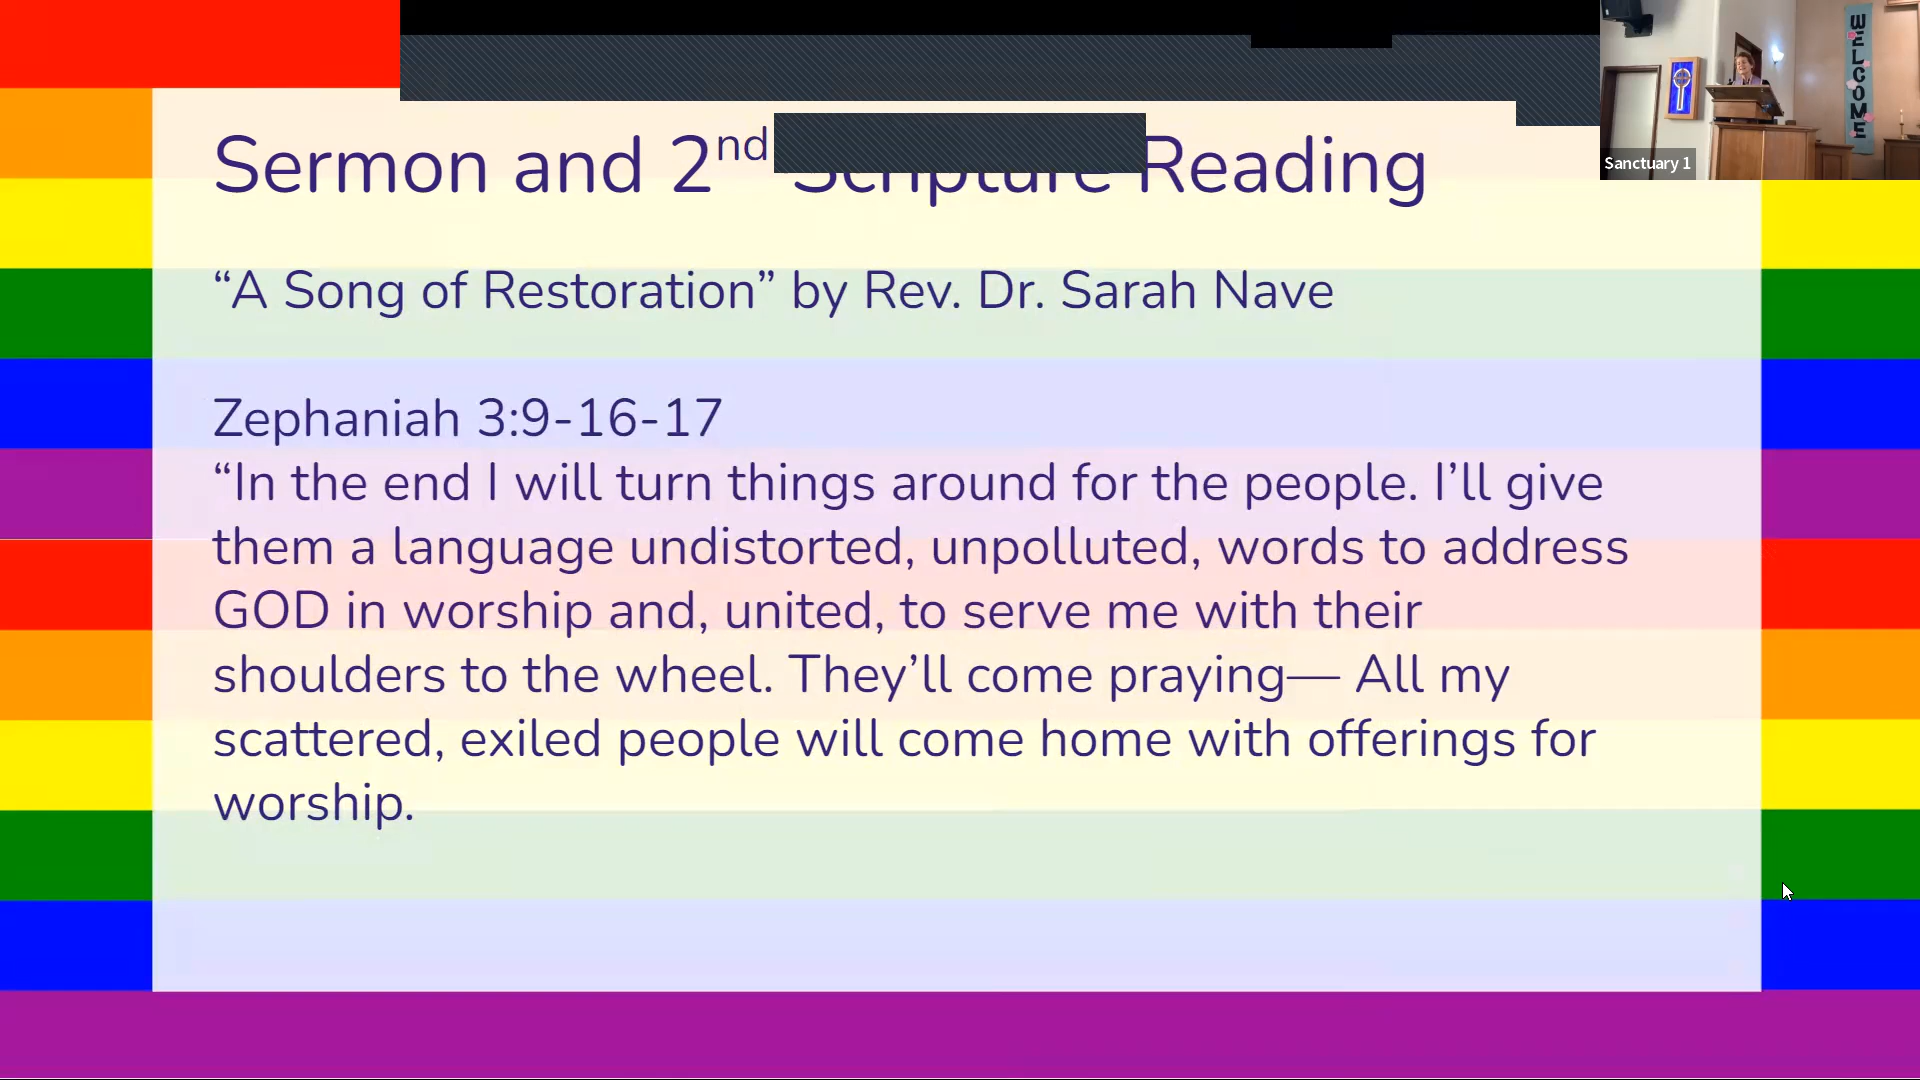 Sermon and 2nd Scripture Reading
“A Song of Restoration” by Rev. Dr. Sarah Nave
Zephaniah 3:9-16-17
“In the end I will turn things around for the people. I’ll give
them a language undistorted, unpolluted, words to address
GOD in worship and, united, to serve me with their
shoulders to the wheel. They’ll come praying— All my
scattered, exiled people will come home with offerings for
worship.
WELCOME
Sanctuary 1